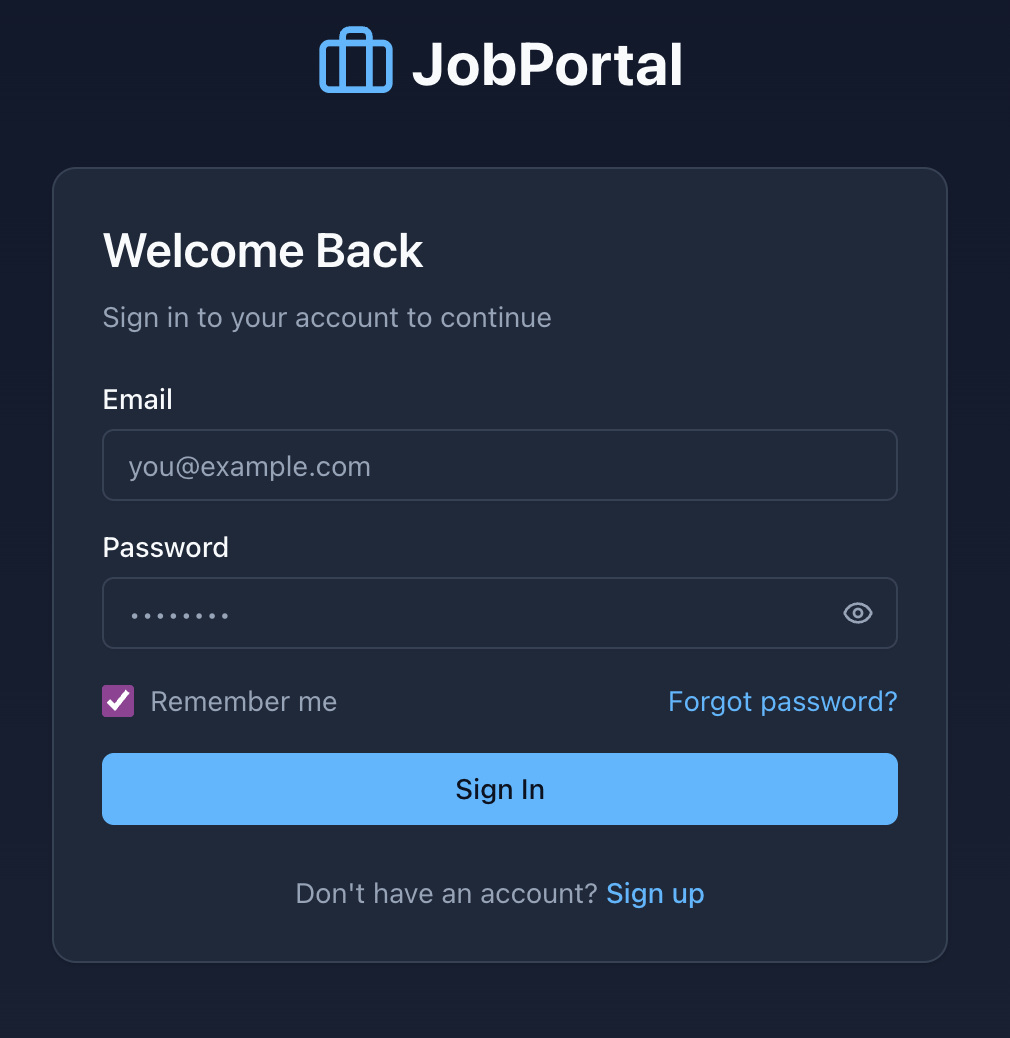 JobPortal
Welcome Back
Sign in to your account to continue
Email
you@example.com
Password
••••••••
Remember me
Forgot password?
Sign In
Don't have an account? Sign up